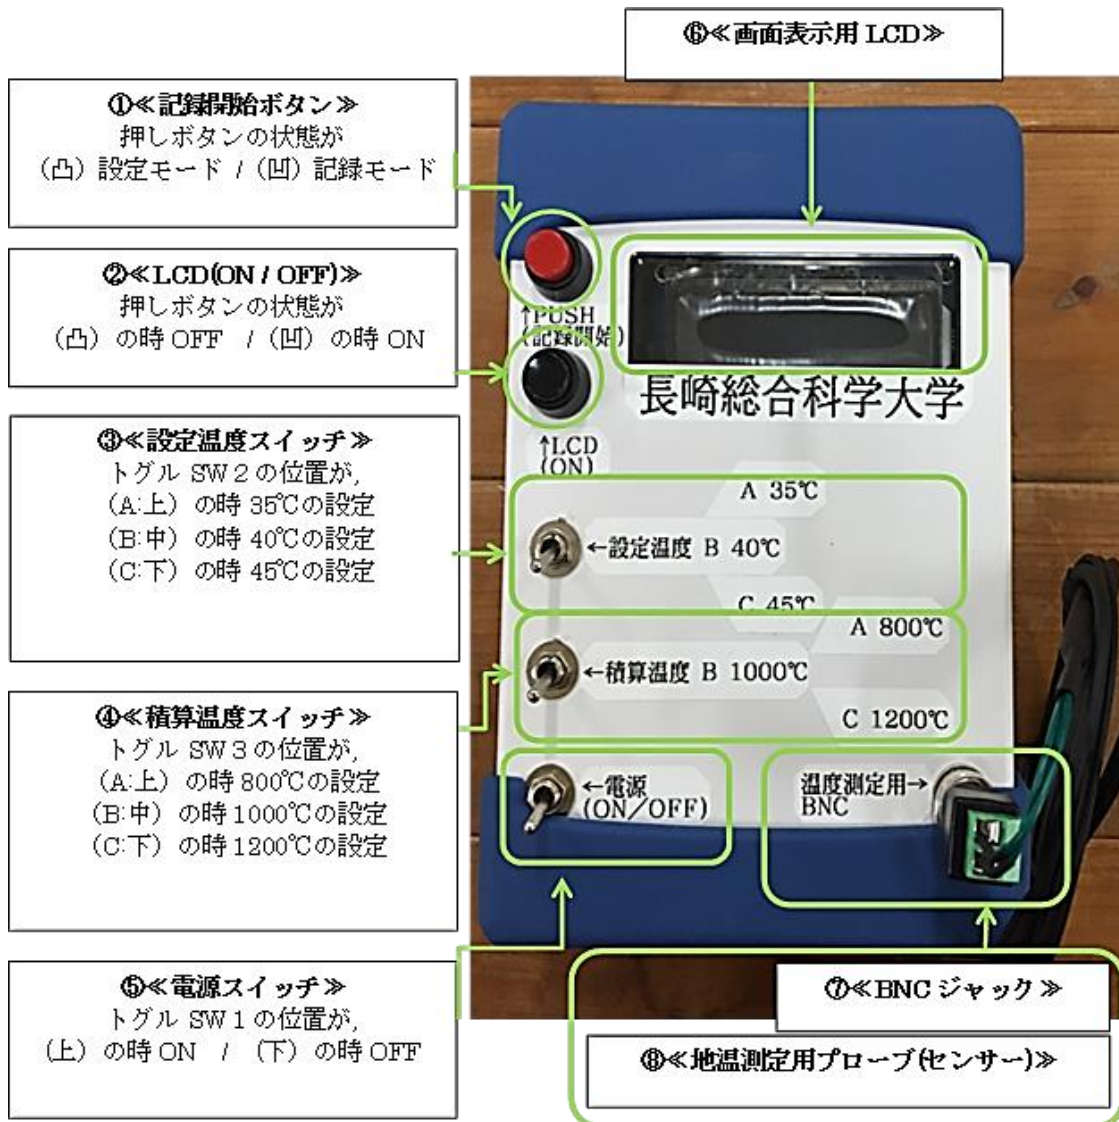 ⑥≪画面表示用 LCD≫
①≪記録開始ボタン≫
押しボタンの状態が
(凸) 設定モード / (凹) 記録モード
②≪LCD(ON / OFF)≫
押しボタンの状態が
(凸) の時 OFF / (凹) の時 ON
③≪設定温度スイッチ≫
トグル SW 2 の位置が,
(A:上) の時 35℃の設定
(B:中) の時 40℃の設定
(C:下) の時 45℃の設定
④≪積算温度スイッチ≫
トグル SW 3 の位置が,
(A:上) の時 800℃の設定
(B:中) の時 1000℃の設定
(C:下) の時 1200℃の設定
⑤≪電源スイッチ≫
トグル SW 1 の位置が,
(上) の時 ON / (下) の時 OFF
↑PUSH
(記録開始)
長崎総合科学大学
↑LCD
(ON)
A 35℃
←設定温度 B 40℃
C 45℃
A 800℃
←積算温度 B 1000℃
C 1200℃
←電源
(ON/OFF)
温度測定用→
BNC
⑦≪BNC ジャック≫
⑧≪地温測定用プローブ(センサー)≫